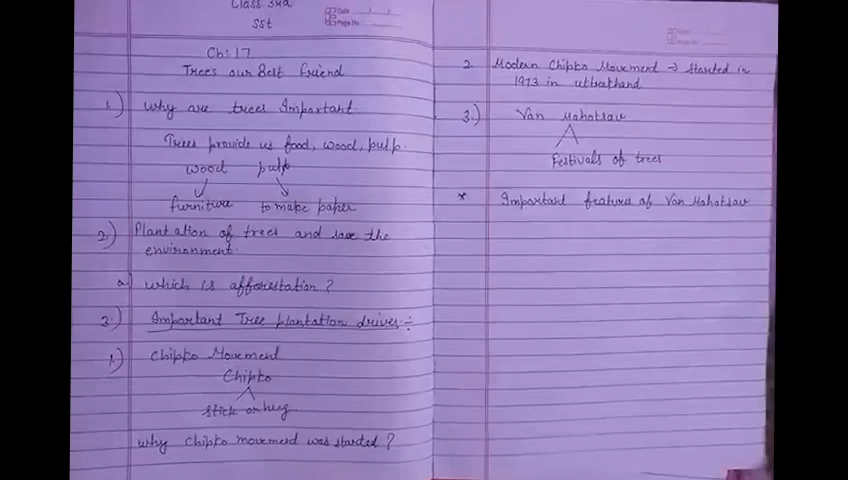 Class 3rd
SSt
Date
Page No
Ch: 17
Trees our Best friend
1.) why are trees Important
Trees provide us food, wood, pulp.
wood pulp
furniture to make paper
2.) Plantation of trees and save the
environment.
a.) which is afforestation?
3.) Important Tree plantation drives:-
1.) Chipko Movement
Chipko
stick or hug
why chipko movement was started?
2. Modern Chipko Movement → started in
1973 in uttrakhand
3.) Van Mahotsav
Festivals of trees
* Important features of Van Mahotsav